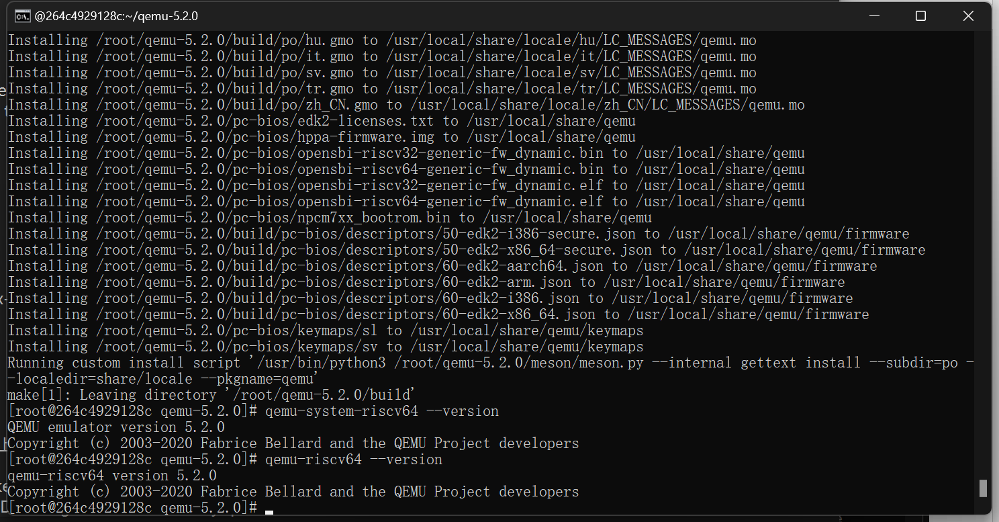 @264c4929128c:~/qemu-5.2.0
Installing /root/qemu-5.2.0/build/po/hu.gmo to /usr/local/share/locale/hu/LC_MESSAGES/qemu.mo
Installing /root/qemu-5.2.0/build/po/it.gmo to /usr/local/share/locale/it/LC_MESSAGES/qemu.mo
Installing /root/qemu-5.2.0/build/po/sv.gmo to /usr/local/share/locale/sv/LC_MESSAGES/qemu.mo
Installing /root/qemu-5.2.0/build/po/tr.gmo to /usr/local/share/locale/tr/LC_MESSAGES/qemu.mo
Installing /root/qemu-5.2.0/build/po/zh_CN.gmo to /usr/local/share/locale/zh_CN/LC_MESSAGES/qemu.mo
Installing /root/qemu-5.2.0/pc-bios/edk2-licenses.txt to /usr/local/share/qemu
Installing /root/qemu-5.2.0/pc-bios/hppa-firmware.img to /usr/local/share/qemu
Installing /root/qemu-5.2.0/pc-bios/opensbi-riscv32-generic-fw_dynamic.bin to /usr/local/share/qemu
Installing /root/qemu-5.2.0/pc-bios/opensbi-riscv64-generic-fw_dynamic.bin to /usr/local/share/qemu
Installing /root/qemu-5.2.0/pc-bios/opensbi-riscv32-generic-fw_dynamic.elf to /usr/local/share/qemu
Installing /root/qemu-5.2.0/pc-bios/opensbi-riscv64-generic-fw_dynamic.elf to /usr/local/share/qemu
Installing /root/qemu-5.2.0/pc-bios/npcm7xx_bootrom.bin to /usr/local/share/qemu
Installing /root/qemu-5.2.0/build/pc-bios/descriptors/50-edk2-i386-secure.json to /usr/local/share/qemu/firmware
Installing /root/qemu-5.2.0/build/pc-bios/descriptors/50-edk2-x86_64-secure.json to /usr/local/share/qemu/firmware
Installing /root/qemu-5.2.0/build/pc-bios/descriptors/60-edk2-aarch64.json to /usr/local/share/qemu/firmware
Installing /root/qemu-5.2.0/build/pc-bios/descriptors/60-edk2-arm.json to /usr/local/share/qemu/firmware
Installing /root/qemu-5.2.0/build/pc-bios/descriptors/60-edk2-i386.json to /usr/local/share/qemu/firmware
Installing /root/qemu-5.2.0/build/pc-bios/descriptors/60-edk2-x86_64.json to /usr/local/share/qemu/firmware
Installing /root/qemu-5.2.0/pc-bios/keymaps/sl to /usr/local/share/qemu/keymaps
Installing /root/qemu-5.2.0/pc-bios/keymaps/sv to /usr/local/share/qemu/keymaps
Running custom install script '/usr/bin/python3 /root/qemu-5.2.0/meson/meson.py --internal gettext install --subdir=po -
-localedir=share/locale --pkgname=qemu'
make[1]: Leaving directory '/root/qemu-5.2.0/build'
[root@264c4929128c qemu-5.2.0]# qemu-system-riscv64 --version
QEMU emulator version 5.2.0
Copyright (c) 2003-2020 Fabrice Bellard and the QEMU Project developers
[root@264c4929128c qemu-5.2.0]# qemu-riscv64 --version
qemu-riscv64 version 5.2.0
Copyright (c) 2003-2020 Fabrice Bellard and the QEMU Project developers
[root@264c4929128c qemu-5.2.0]#